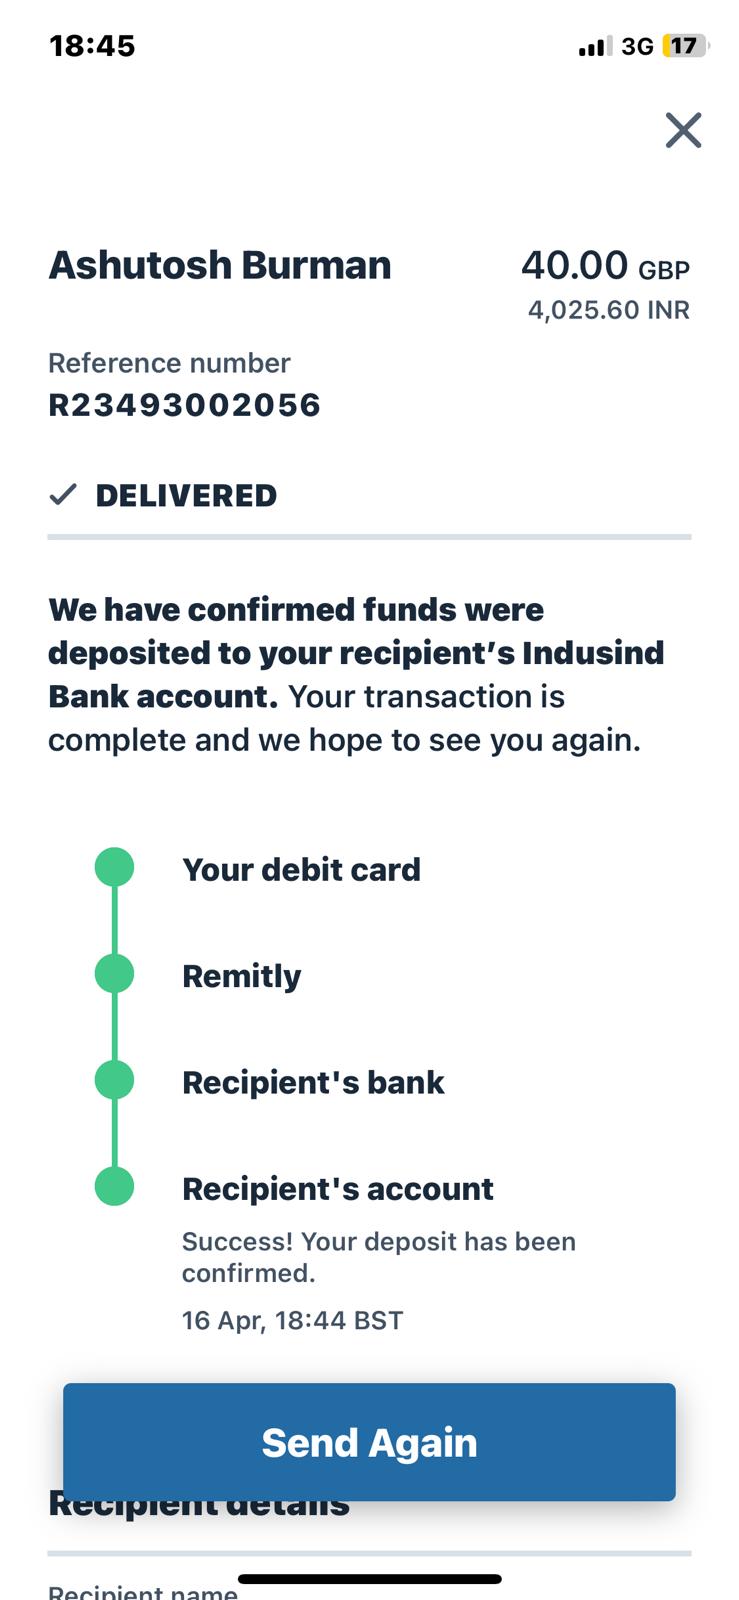 18:45
3G 17
Ashutosh Burman
40.00 GBP
4,025.60 INR
Reference number
R23493002056
DELIVERED
We have confirmed funds were
deposited to your recipient’s Indusind
Bank account. Your transaction is
complete and we hope to see you again.
Your debit card
Remitly
Recipient's bank
Recipient's account
Success! Your deposit has been
confirmed.
16 Apr, 18:44 BST
Send Again
Recipient details
Recipient name